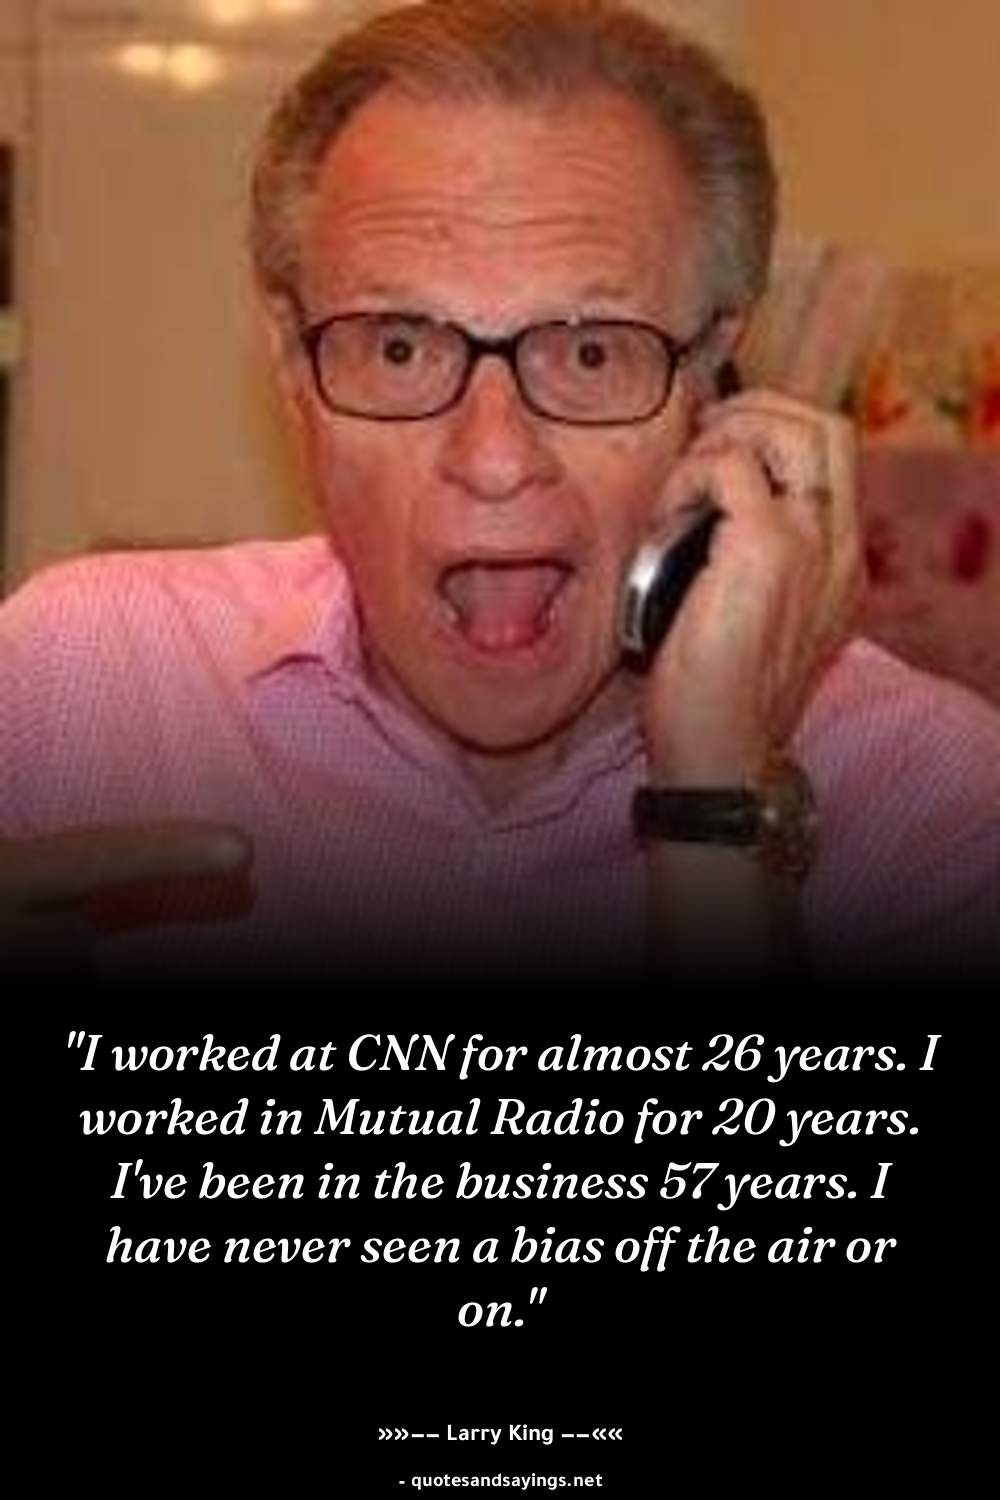 "I worked at CNN for almost 26 years. I
worked in Mutual Radio for 20 years.
I've been in the business 57 years. I
have never seen a bias off the air or
on."
»»−− Larry King −−««
- quotesandsayings.net